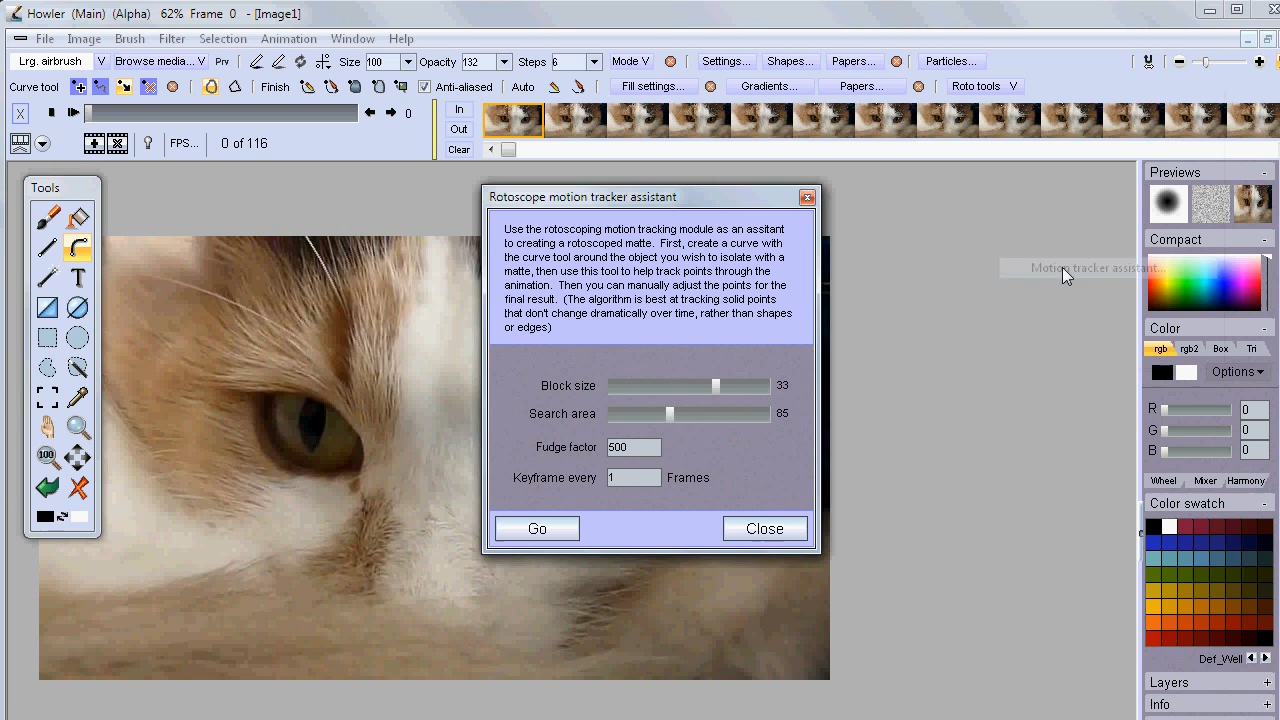 Howler (Main) (Alpha) 62% Frame 0 - [Image1]
File Image Brush Filter Selection Animation Window Help
Lrg. airbrush V Browse media... V Prv Size 100 Opacity 132 Steps 6 Mode V Settings... Shapes... Papers... Particles...
Curve tool Finish Anti-aliased Auto Fill settings... Gradients... Papers... Roto tools V
X 0 In
Out
FPS... 0 of 116 Clear
Tools
T
100
Rotoscope motion tracker assistant
Use the rotoscoping motion tracking module as an assistant
to creating a rotoscoped matte. First, create a curve with
the curve tool around the object you wish to isolate with a
matte, then use this tool to help track points through the
animation. Then you can manually adjust the points for the
final result. (The algorithm is best at tracking solid points
that don't change dramatically over time, rather than shapes
or edges)
Block size 33
Search area 85
Fudge factor 500
Keyframe every 1 Frames
Go Close
Motion tracker assistant...
Previews -
Compact -
Color -
rgb rgb2 Box Tri
Options
R 0
G 0
B 0
Wheel Mixer Harmony
Color swatch -
Def_Well
Layers +
Info +